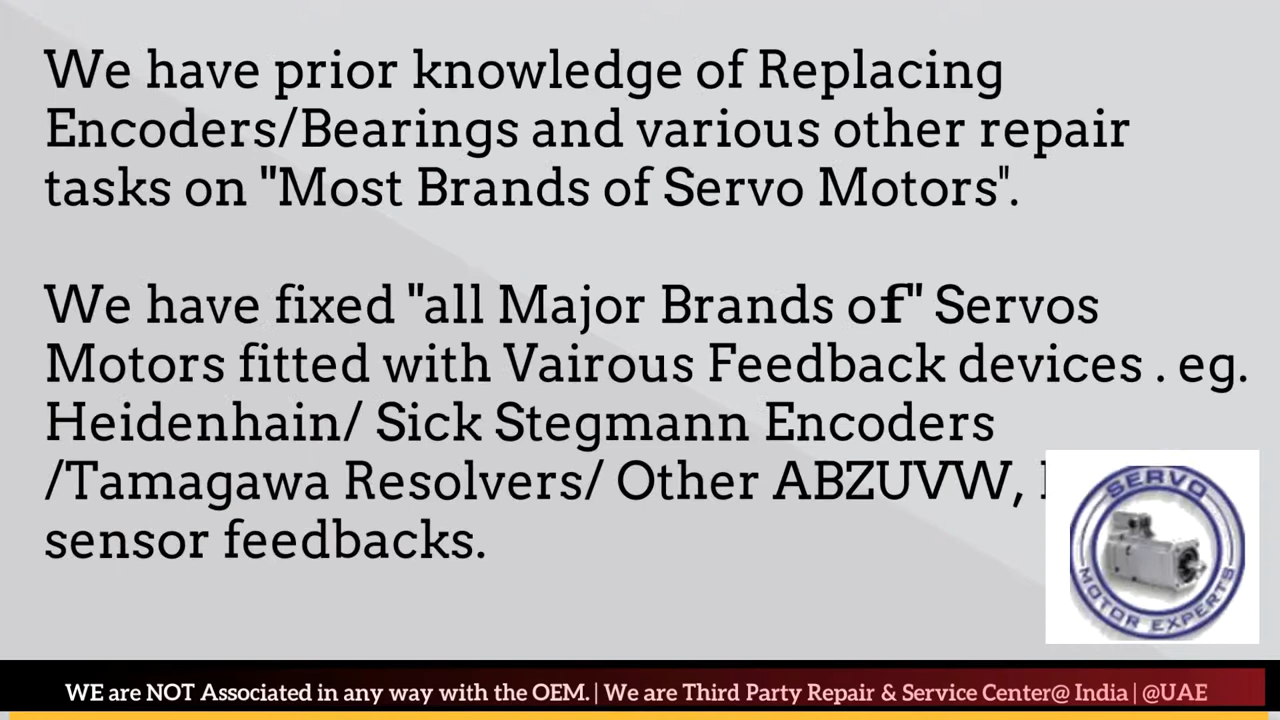 We have prior knowledge of Replacing
Encoders/Bearings and various other repair
tasks on "Most Brands of Servo Motors".
We have fixed "all Major Brands of" Servos
Motors fitted with Vairous Feedback devices . eg.
Heidenhain/ Sick Stegmann Encoders
/Tamagawa Resolvers/ Other ABZUVW,
sensor feedbacks.
SERVO
MOTOR EXPERTS
WE are NOT Associated in any way with the OEM. | We are Third Party Repair & Service Center@ India | @UAE